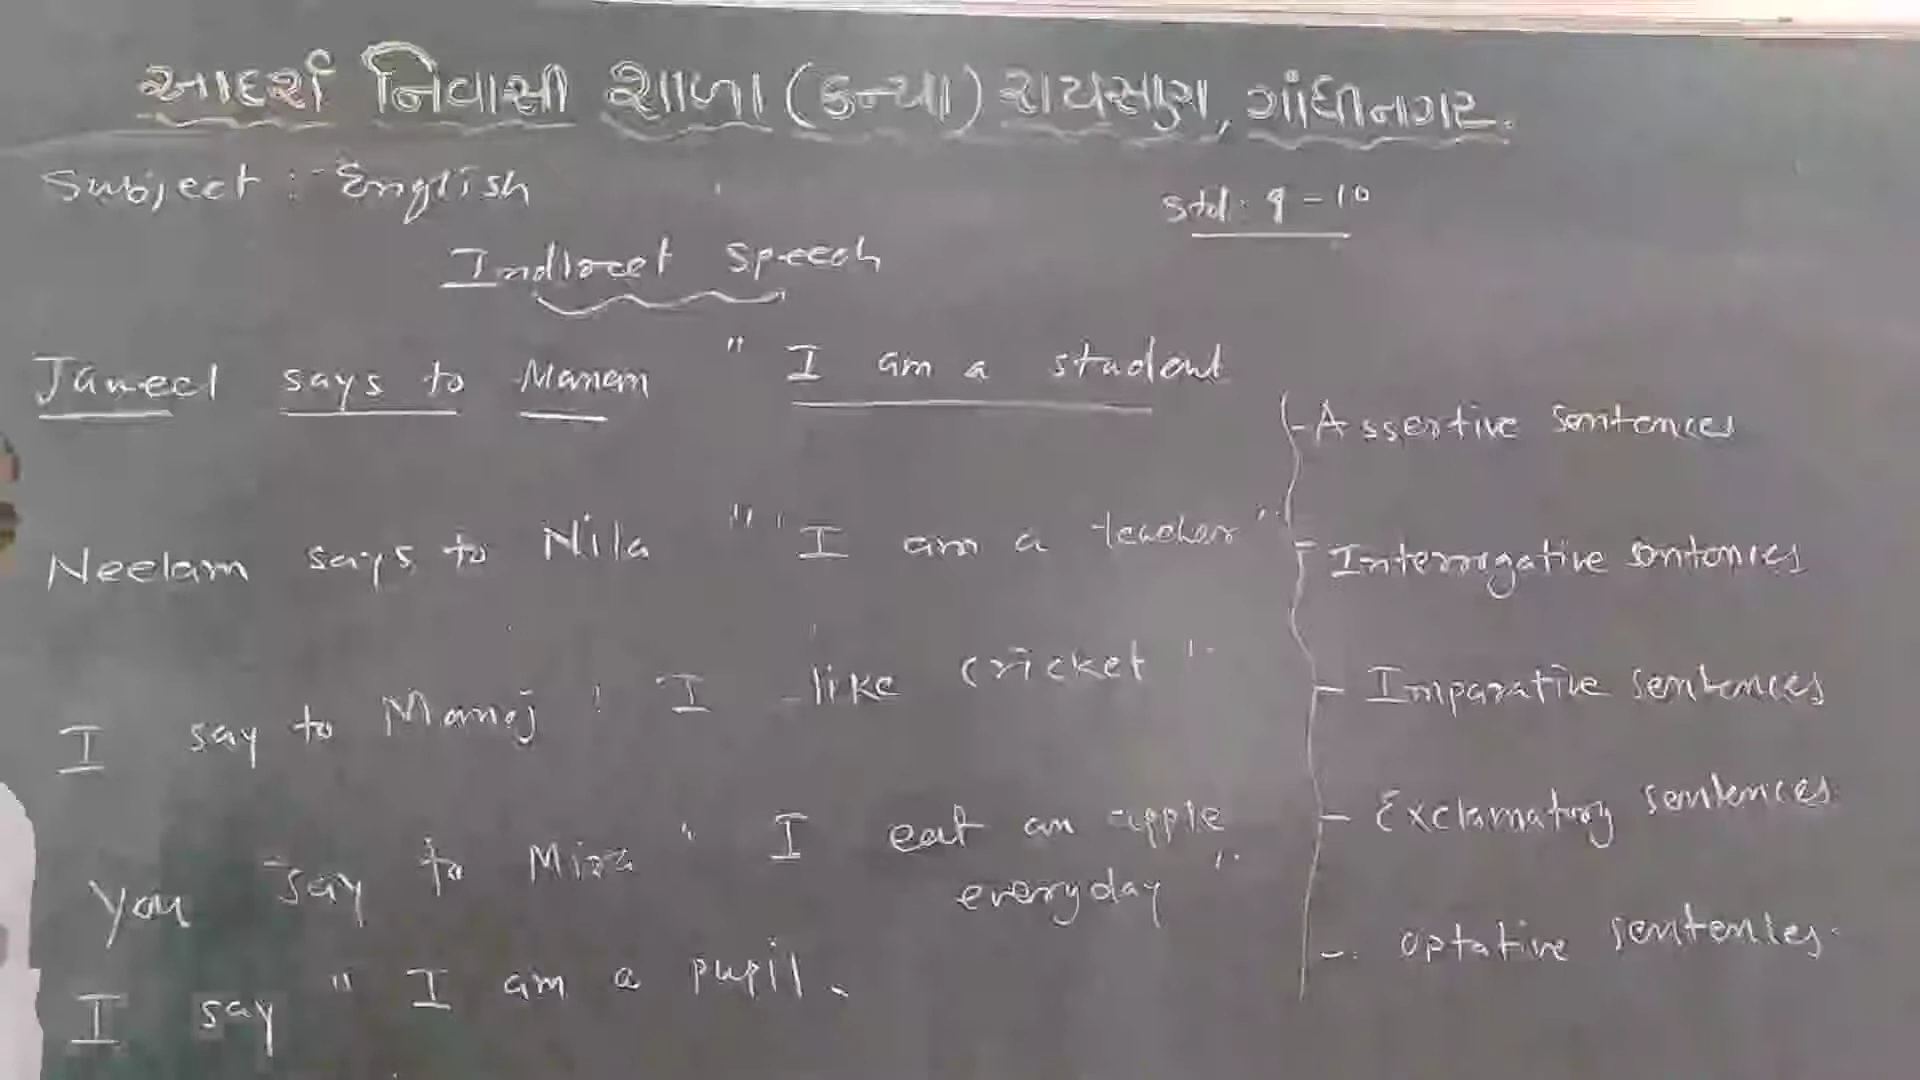 આદર્શ નિવાસી શાળા (કન્યા) રાયસણ, ગાંધીનગર.
Subject : English
Std : 9-10
Indirect speech
Jaweed says to Manan " I am a student
Neelam says to Nila " I am a teacher "
I say to Manoj " I like cricket ".
You say to Mira " I eat an apple
everyday ".
I say " I am a pupil.
- Assertive sentences
- Interrogative sentences
- Imparative sentences
- Exclamatory sentences
- optative sentences.